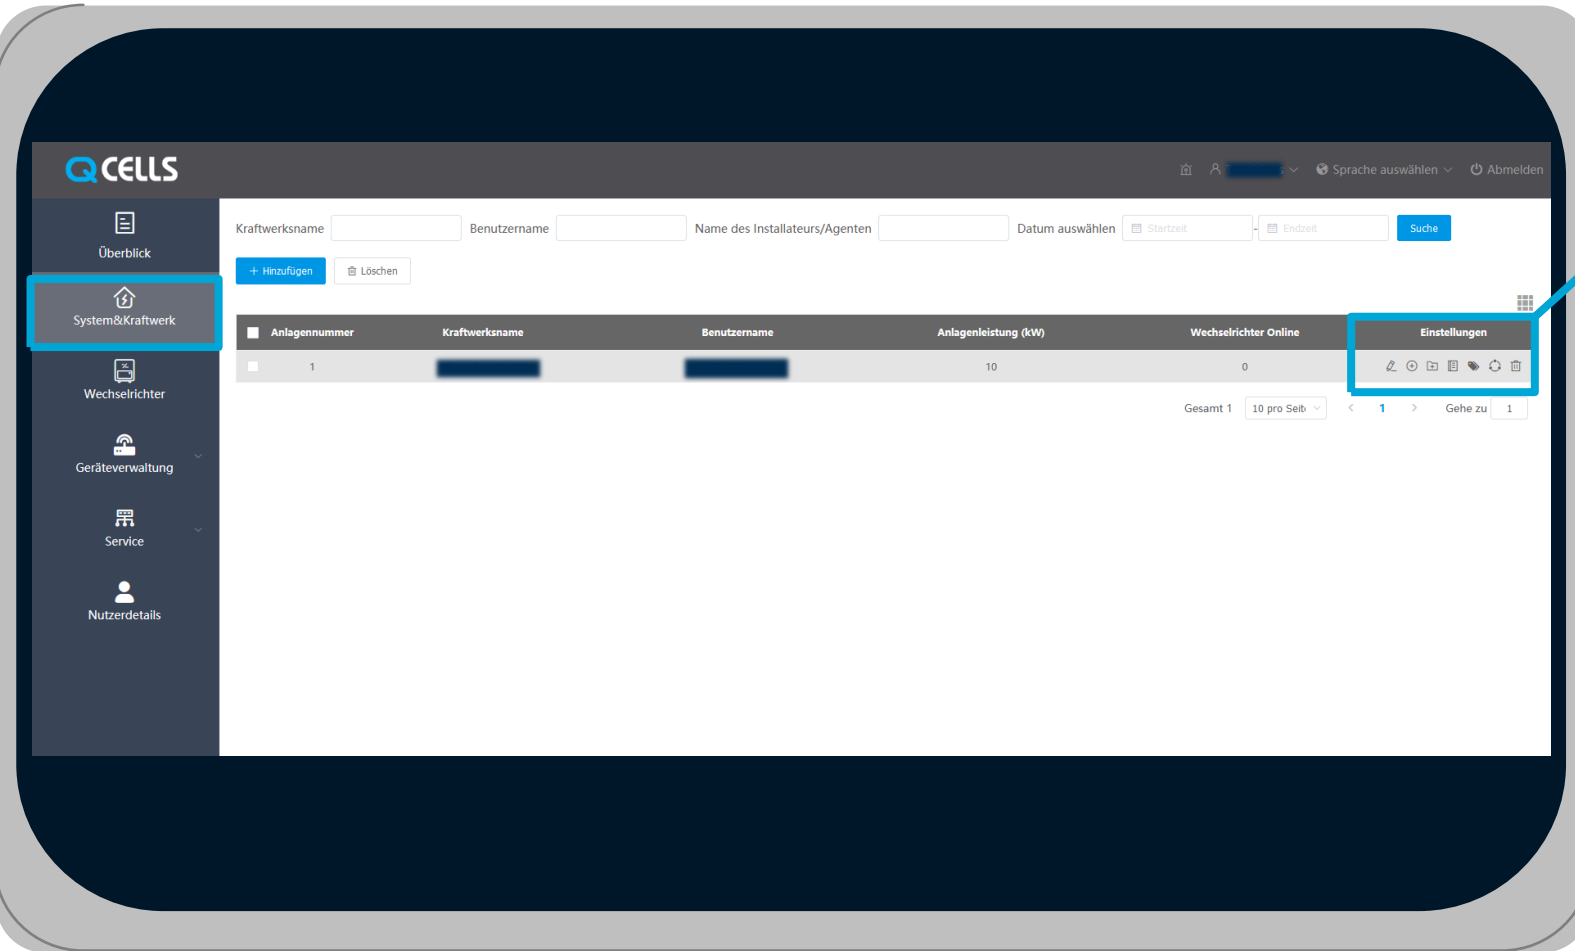 Q CELLS
Sprache auswählen
Abmelden
Überblick
System&Kraftwerk
Wechselrichter
Geräteverwaltung
Service
Nutzerdetails
Kraftwerksname
Benutzername
Name des Installateurs/Agenten
Datum auswählen
Startzeit
-
Endzeit
Suche
+ Hinzufügen
Löschen
Anlagennummer
Kraftwerksname
Benutzername
Anlagenleistung (kW)
Wechselrichter Online
Einstellungen
1
10
0
Gesamt 1
10 pro Seit
< 1 >
Gehe zu
1